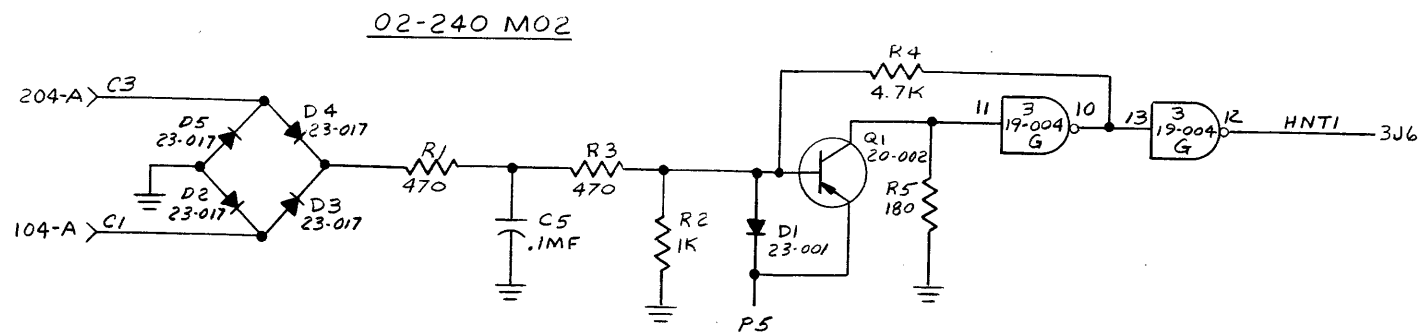 02-240 M02
204-A
C3
D5
23-017
D4
23-017
D2
23-017
D3
23-017
104-A
C1
R1
470
R3
470
C5
.1MF
R2
1K
D1
23-001
P5
R4
4.7K
Q1
20-002
R5
180
11
3
19-004
G
10
13
3
19-004
G
12
HNT1
3J6